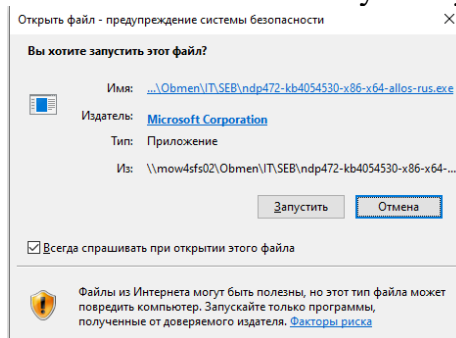 Открыть файл - предупреждение системы безопасности
Вы хотите запустить этот файл?
Имя: ...\Obmen\IT\SEB\ndp472-kb4054530-x86-x64-allos-rus.exe
Издатель: Microsoft Corporation
Тип: Приложение
Из: \\mow4sfs02\Obmen\IT\SEB\ndp472-kb4054530-x86-x64-...
Запустить Отмена
Всегда спрашивать при открытии этого файла
Файлы из Интернета могут быть полезны, но этот тип файла может
повредить компьютер. Запускайте только программы,
полученные от доверяемого издателя. Факторы риска